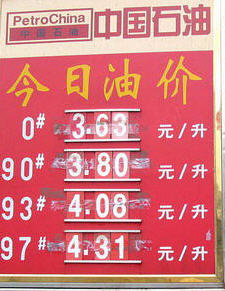 PetroChina
中国石油
中国石油
今日油价
0# 3.63 元/升
90# 3.80 元/升
93# 4.08 元/升
97# 4.31 元/升